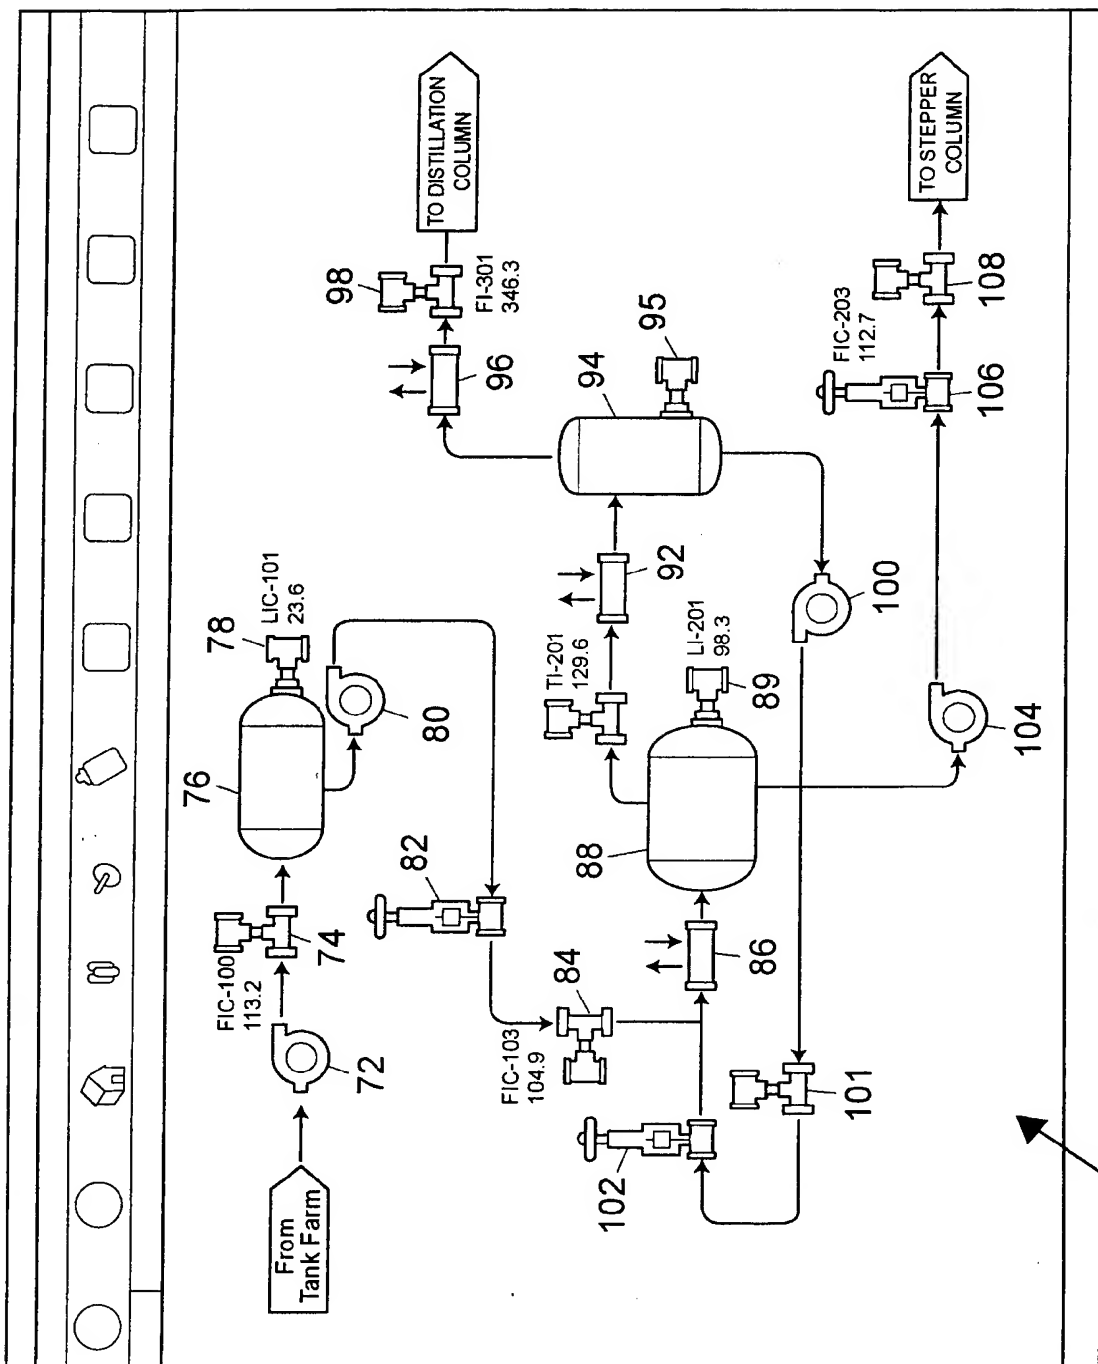 From
Tank Farm
72
FIC-100
113.2
74
76
78
LIC-101
23.6
80
82
FIC-103
104.9
84
86
88
89
LI-201
98.3
TI-201
129.6
92
94
95
96
98
FI-301
346.3
TO DISTILLATION
COLUMN
100
101
102
104
106
FIC-203
112.7
108
TO STEPPER
COLUMN